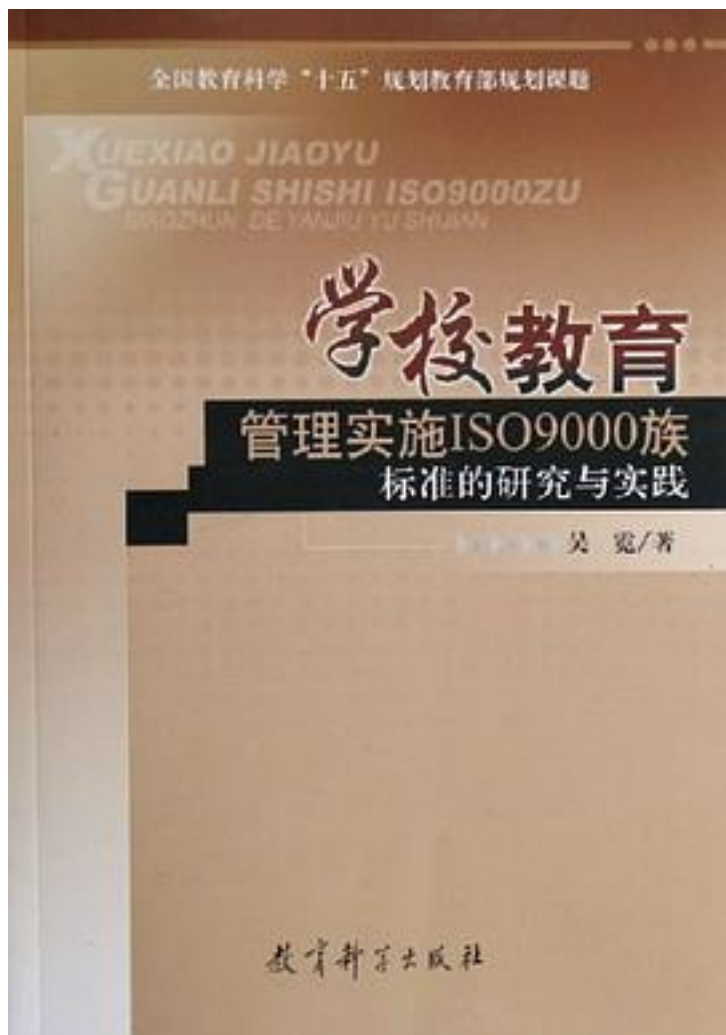 全国教育科学“十五”规划教育部规划课题
XUEXIAO JIAOYU
GUANLI SHISHI ISO9000ZU
BIAOZHUN DE YANJIU YU SHIJIAN
学校教育
管理实施ISO9000族
标准的研究与实践
吴 霓/著
教育科学出版社